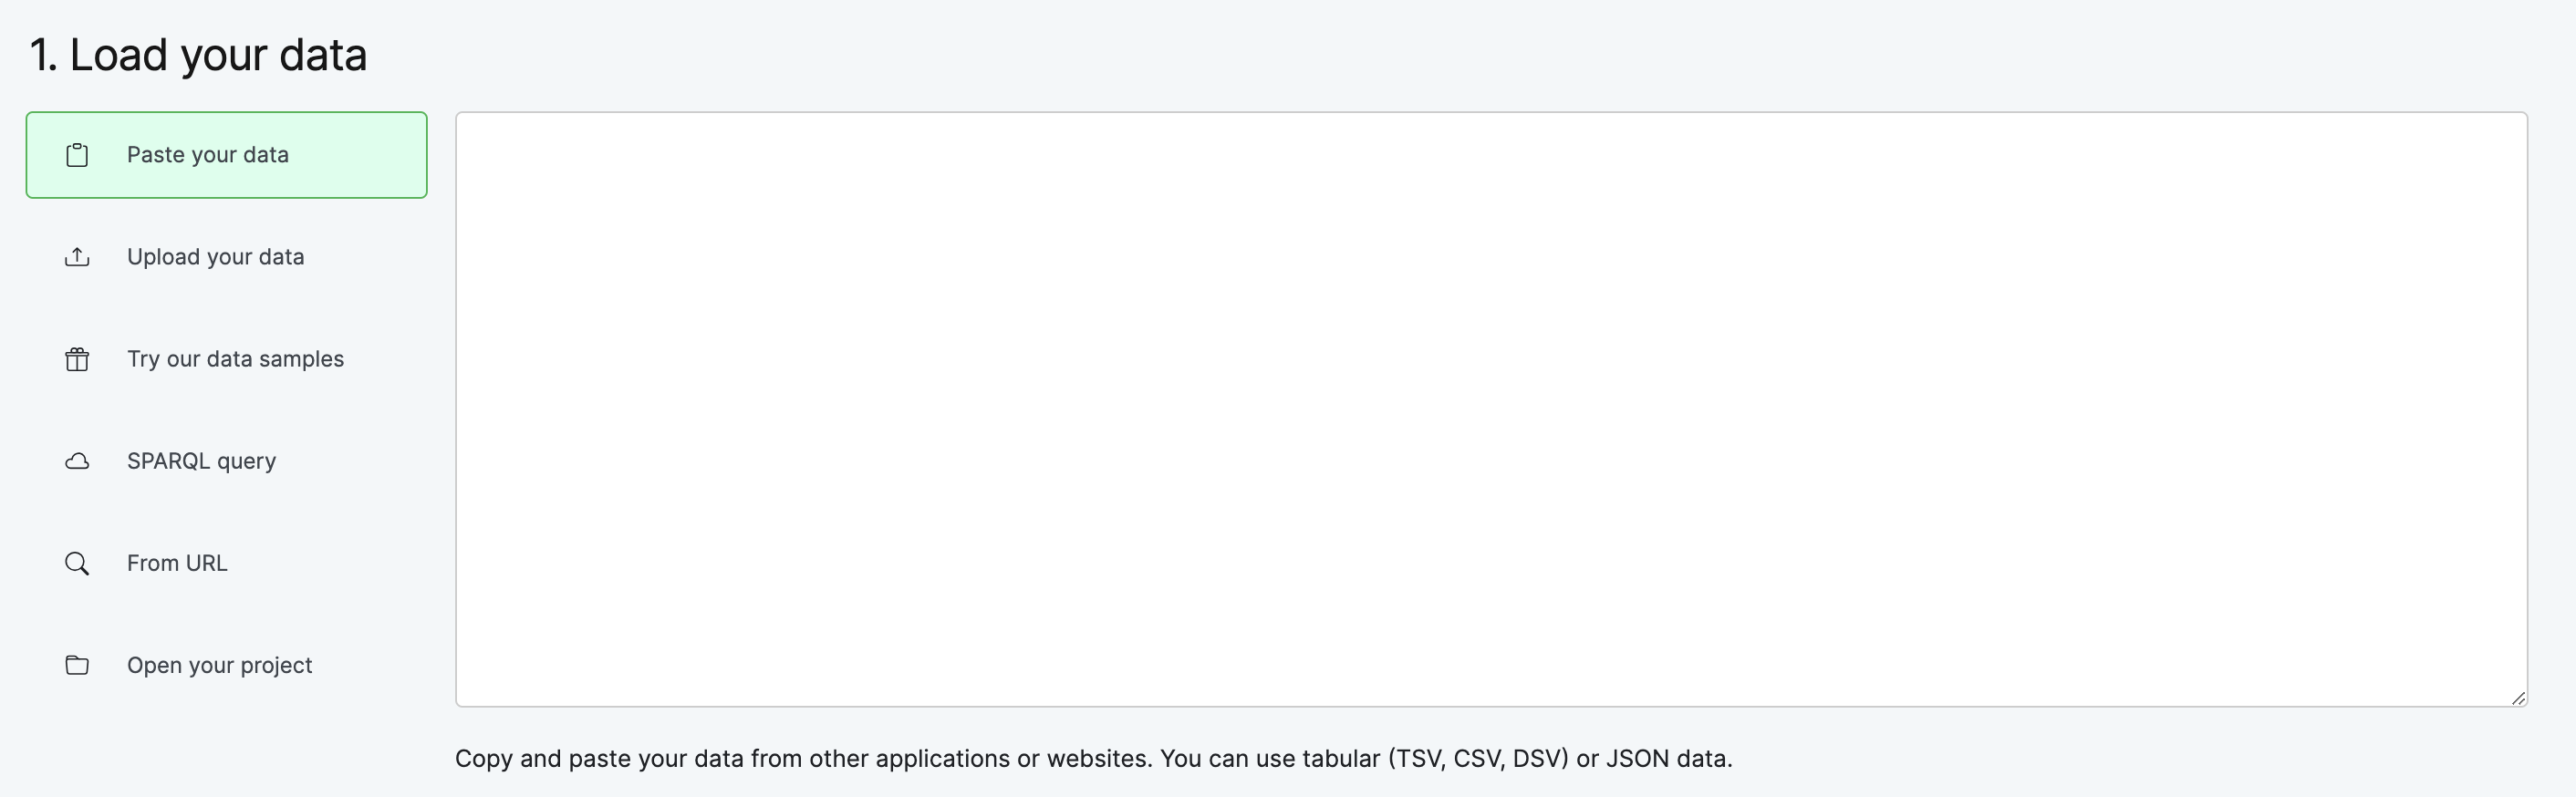 1. Load your data
Paste your data
Upload your data
Try our data samples
SPARQL query
From URL
Open your project
Copy and paste your data from other applications or websites. You can use tabular (TSV, CSV, DSV) or JSON data.